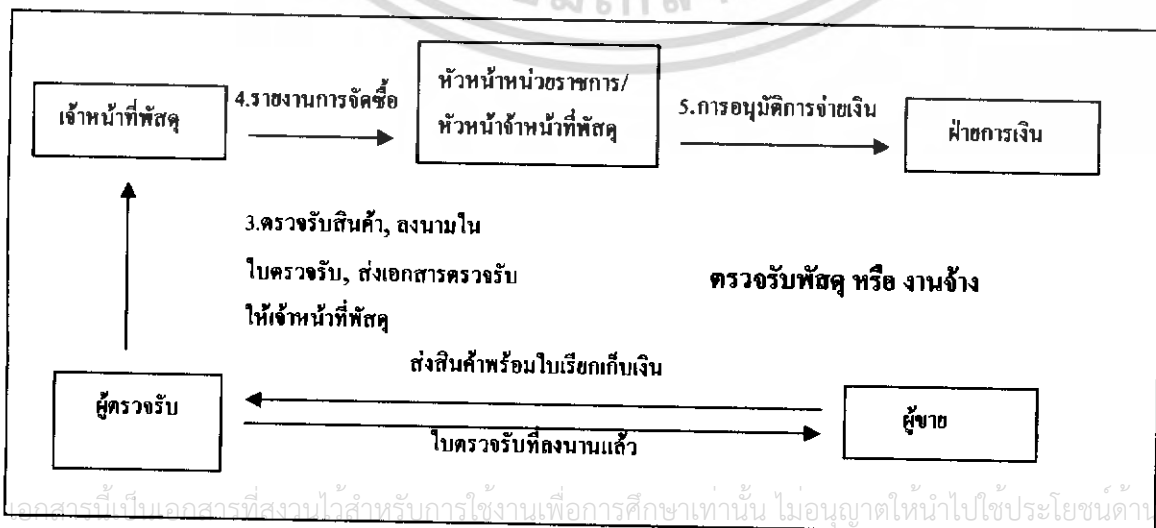 เจ้าหน้าที่พัสดุ
4.รายงานการจัดซื้อ
หัวหน้าหน่วยราชการ/
หัวหน้าจ้าหน้าที่พัสดุ
5.การอนุมัติการจ่ายเงิน
ฝ่ายการเงิน
3.ตรวจรับสินค้า, ลงนามใน
ใบตรวจรับ, ส่งเอกสารตรวจรับ
ให้เจ้าหน้าที่พัสดุ
ตรวจรับพัสดุ หรือ งานจ้าง
ส่งสินค้าพร้อมใบเรียกเก็บเงิน
ผู้ตรวจรับ
ผู้ขาย
ใบตรวจรับที่ลงนานแล้ว
เอกสารนี้เป็นเอกสารที่สงวนไว้สำหรับการใช้งานเพื่อการศึกษาเท่านั้น ไม่อนุญาตให้นำไปใช้ประโยชน์ด้าน